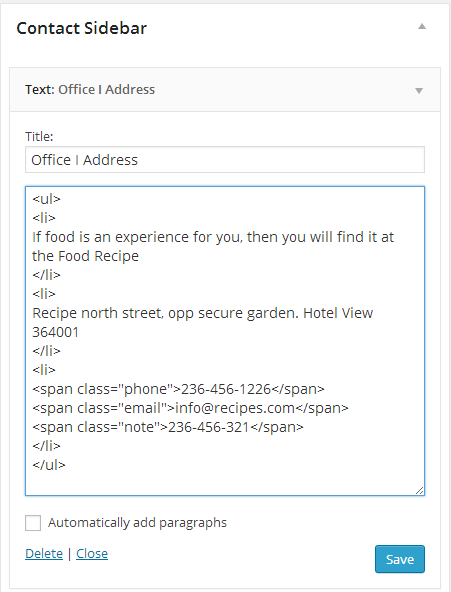 Contact Sidebar
Text: Office I Address
Title:
Office I Address
<ul>
<li>
If food is an experience for you, then you will find it at
the Food Recipe
</li>
<li>
Recipe north street, opp secure garden. Hotel View
364001
</li>
<li>
<span class="phone">236-456-1226</span>
<span class="email">info@recipes.com</span>
<span class="note">236-456-321</span>
</li>
</ul>
Automatically add paragraphs
Delete | Close
Save